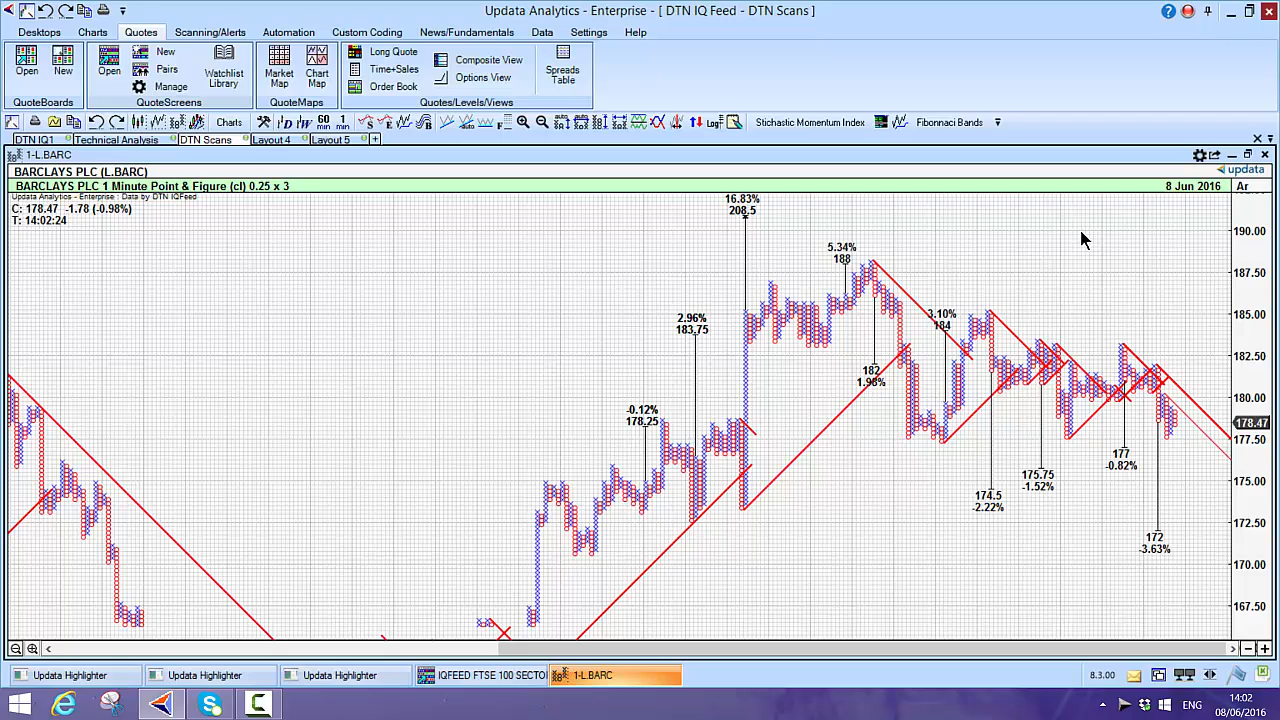 Updata Analytics - Enterprise - [ DTN IQ Feed - DTN Scans ]
Desktops Charts Quotes Scanning/Alerts Automation Custom Coding News/Fundamentals Data Settings Help
Open New Open New Pairs Manage Watchlist Library Market Map Chart Map Long Quote Time+Sales Order Book Composite View Options View Spreads Table
QuoteBoards QuoteScreens QuoteMaps Quotes/Levels/Views
Charts 60 min 1 min Log Stochastic Momentum Index Fibonacci Bands
DTN IQ1 Technical Analysis DTN Scans Layout 4 Layout 5 +
1-L.BARC
BARCLAYS PLC (L.BARC) updata
BARCLAYS PLC 1 Minute Point & Figure (cl) 0.25 x 3 8 Jun 2016 Ar
Updata Analytics - Enterprise : Data by DTN IQFeed
C: 178.47 -1.78 (-0.98%)
T: 14:02:24
16.83%
208.5
5.34%
188
2.96%
183.75
3.10%
184
182
1.98%
-0.12%
178.25
177
-0.82%
175.75
-1.52%
174.5
-2.22%
172
-3.63%
190.00
187.50
185.00
182.50
180.00
178.47
177.50
175.00
172.50
170.00
167.50
Updata Highlighter Updata Highlighter Updata Highlighter IQFEED FTSE 100 SECTO 1-L.BARC 8.3.00
ENG 14:02
08/06/2016